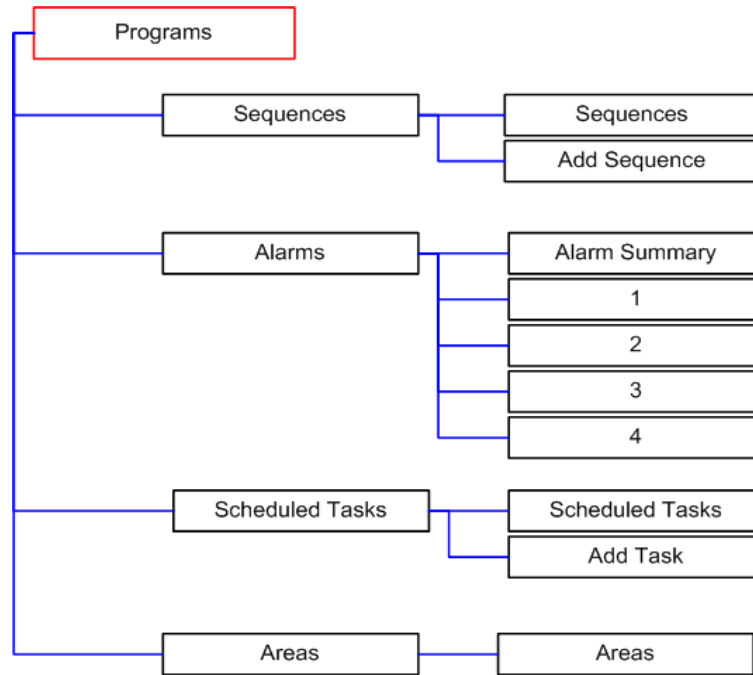 Programs
Sequences
Sequences
Add Sequence
Alarms
Alarm Summary
1
2
3
4
Scheduled Tasks
Scheduled Tasks
Add Task
Areas
Areas